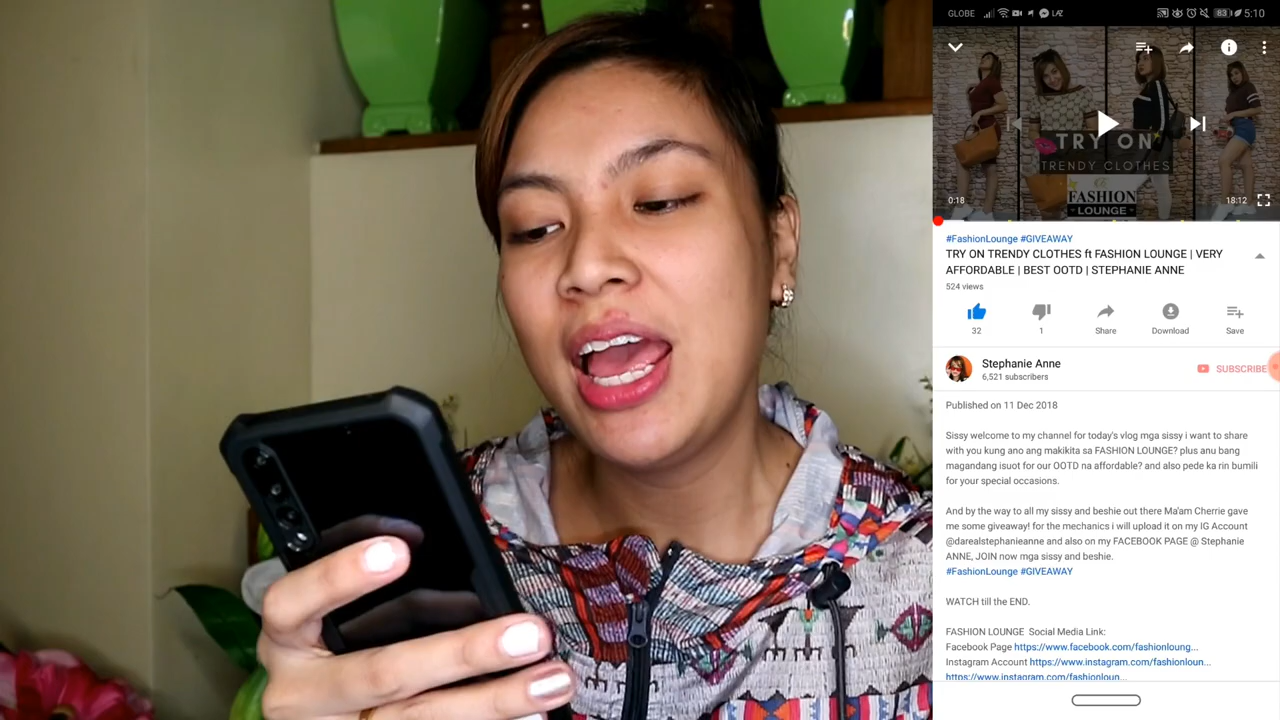 GLOBE LAZ 83 5:10
TRY ON
TRENDY CLOTHES
FASHION
LOUNGE
0:18 18:12
#FashionLounge #GIVEAWAY
TRY ON TRENDY CLOTHES ft FASHION LOUNGE | VERY
AFFORDABLE | BEST OOTD | STEPHANIE ANNE
524 views
32 1 Share Download Save
Stephanie Anne
6,521 subscribers
SUBSCRIBE
Published on 11 Dec 2018
Sissy welcome to my channel for today's vlog mga sissy i want to share
with you kung ano ang makikita sa FASHION LOUNGE? plus anu bang
magandang isuot for our OOTD na affordable? and also pede ka rin bumili
for your special occasions.
And by the way to all my sissy and beshie out there Ma'am Cherrie gave
me some giveaway! for the mechanics i will upload it on my IG Account
@darealstephanieanne and also on my FACEBOOK PAGE @ Stephanie
ANNE, JOIN now mga sissy and beshie.
#FashionLounge #GIVEAWAY
WATCH till the END.
FASHION LOUNGE Social Media Link:
Facebook Page https://www.facebook.com/fashionloung...
Instagram Account https://www.instagram.com/fashionloun...
https://www.instagram.com/fashionloun...